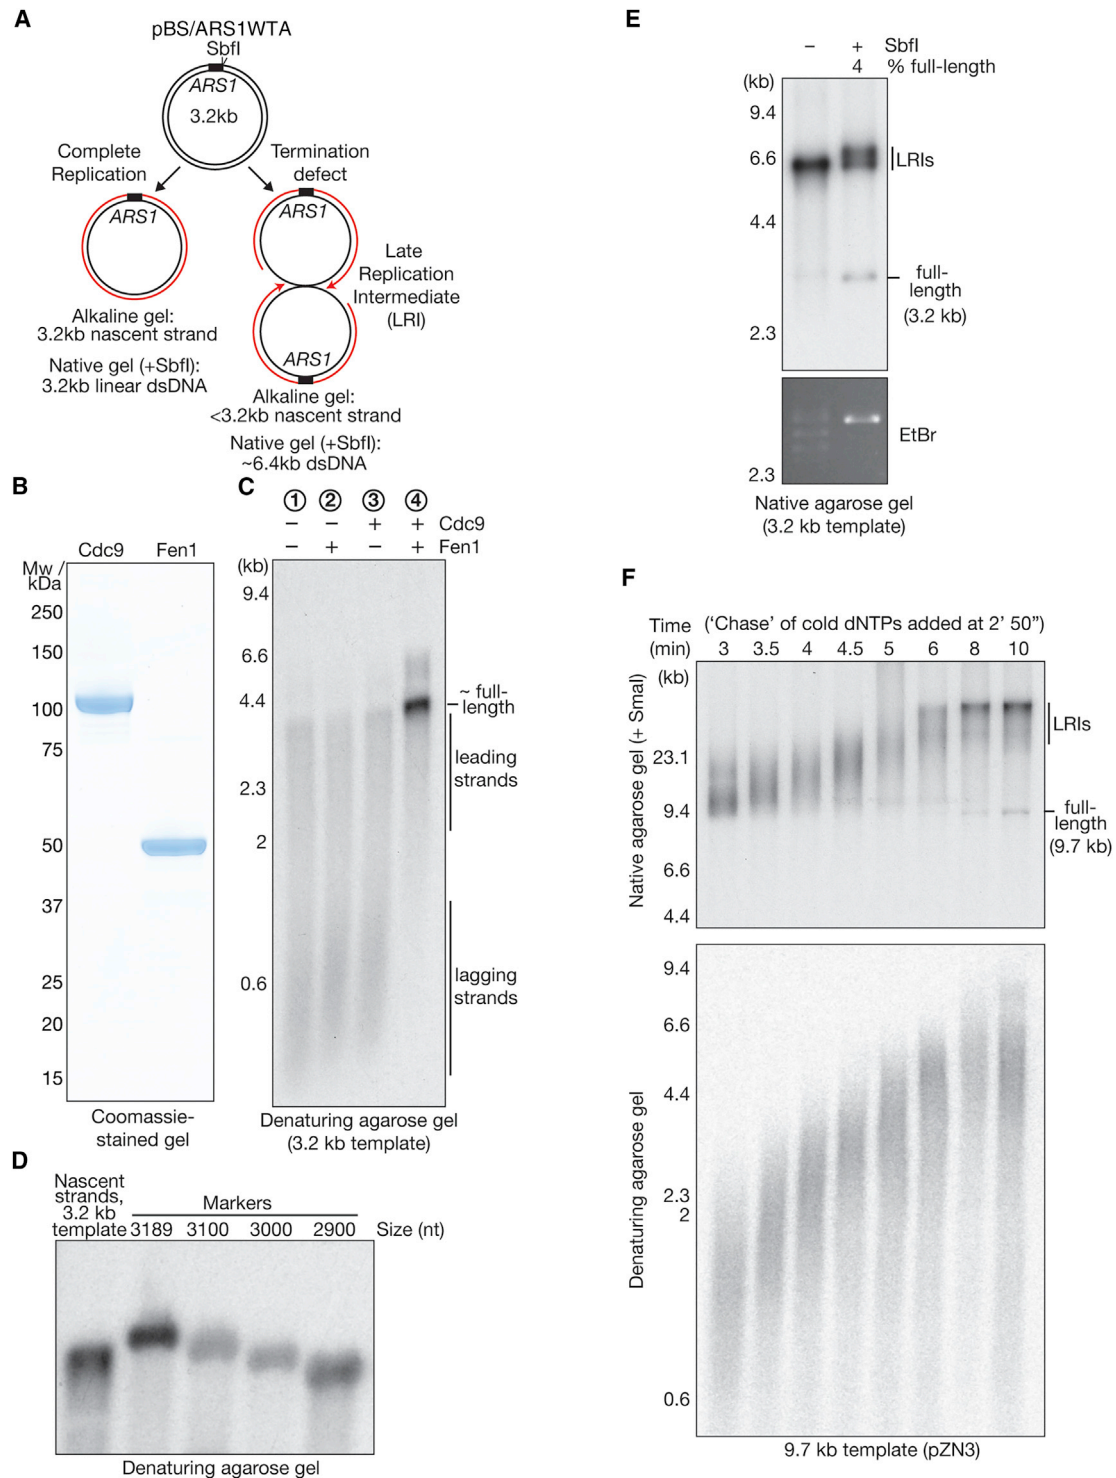 A
pBS/ARS1WTA
SbfI
ARS1
3.2kb
Complete
Replication
Termination
defect
ARS1
ARS1
Late
Replication
Intermediate
(LRI)
ARS1
Alkaline gel:
3.2kb nascent strand
Native gel (+SbfI):
3.2kb linear dsDNA
Alkaline gel:
<3.2kb nascent strand
Native gel (+SbfI):
~6.4kb dsDNA
B
Cdc9 Fen1
Mw /
kDa
250
150
100
75
50
37
25
20
15
Coomassie-
stained gel
C
① ② ③ ④
– – + + Cdc9
– + – + Fen1
(kb)
9.4
6.6
4.4
2.3
2
0.6
~ full-
length
leading
strands
lagging
strands
Denaturing agarose gel
(3.2 kb template)
D
Nascent
strands,
3.2 kb
template
Markers
3189 3100 3000 2900 Size (nt)
Denaturing agarose gel
E
– + SbfI
4 % full-length
(kb)
9.4
6.6
4.4
2.3
LRIs
full-
length
(3.2 kb)
EtBr
2.3
Native agarose gel
(3.2 kb template)
F
Time
(min)
(‘Chase’ of cold dNTPs added at 2’ 50”)
3 3.5 4 4.5 5 6 8 10
Native agarose gel (+ SmaI)
(kb)
23.1
9.4
6.6
4.4
LRIs
full-
length
(9.7 kb)
Denaturing agarose gel
9.4
6.6
4.4
2.3
2
0.6
9.7 kb template (pZN3)